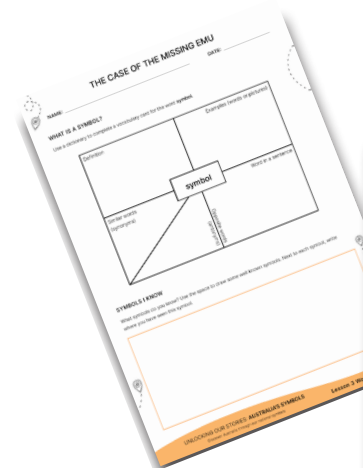 THE CASE OF THE MISSING EMU
NAME:
DATE:
WHAT IS A SYMBOL?
Use a dictionary to complete a vocabulary card for the word symbol.
Definition
Examples (words or pictures)
symbol
Similar words
(synonyms)
Opposite words
(antonyms)
Word in a sentence
SYMBOLS I KNOW
What symbols do you know? Use the space to draw some well-known symbols. Next to each symbol, write
where you have seen this symbol.
UNLOCKING OUR STORIES: AUSTRALIA'S SYMBOLS
Lesson 3